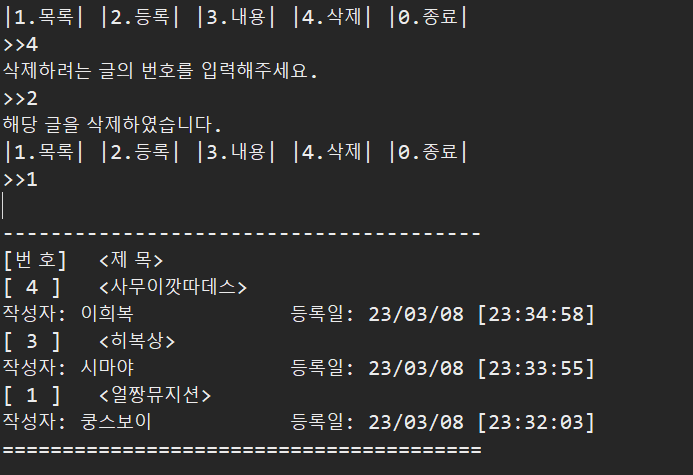 |1.목록| |2.등록| |3.내용| |4.삭제| |0.종료|
>>4
삭제하려는 글의 번호를 입력해주세요.
>>2
해당 글을 삭제하였습니다.
|1.목록| |2.등록| |3.내용| |4.삭제| |0.종료|
>>1
----------------------------------------
[번 호] <제 목>
[ 4 ] <사무이깟따데스>
작성자: 이희복 등록일: 23/03/08 [23:34:58]
[ 3 ] <히복상>
작성자: 시마야 등록일: 23/03/08 [23:33:55]
[ 1 ] <얼짱뮤지션>
작성자: 쿵스보이 등록일: 23/03/08 [23:32:03]
========================================